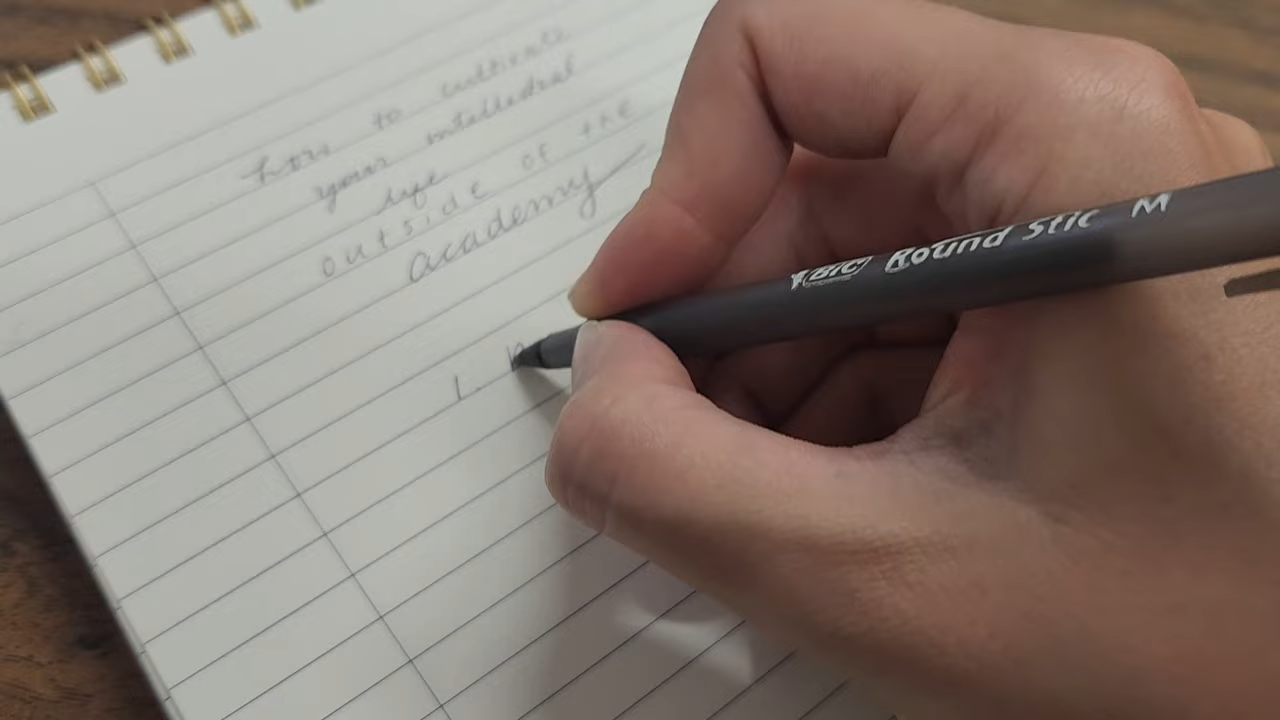 how to cultivate
your intellectual
life
outside of the
academy
1.
BIC Round Stic M